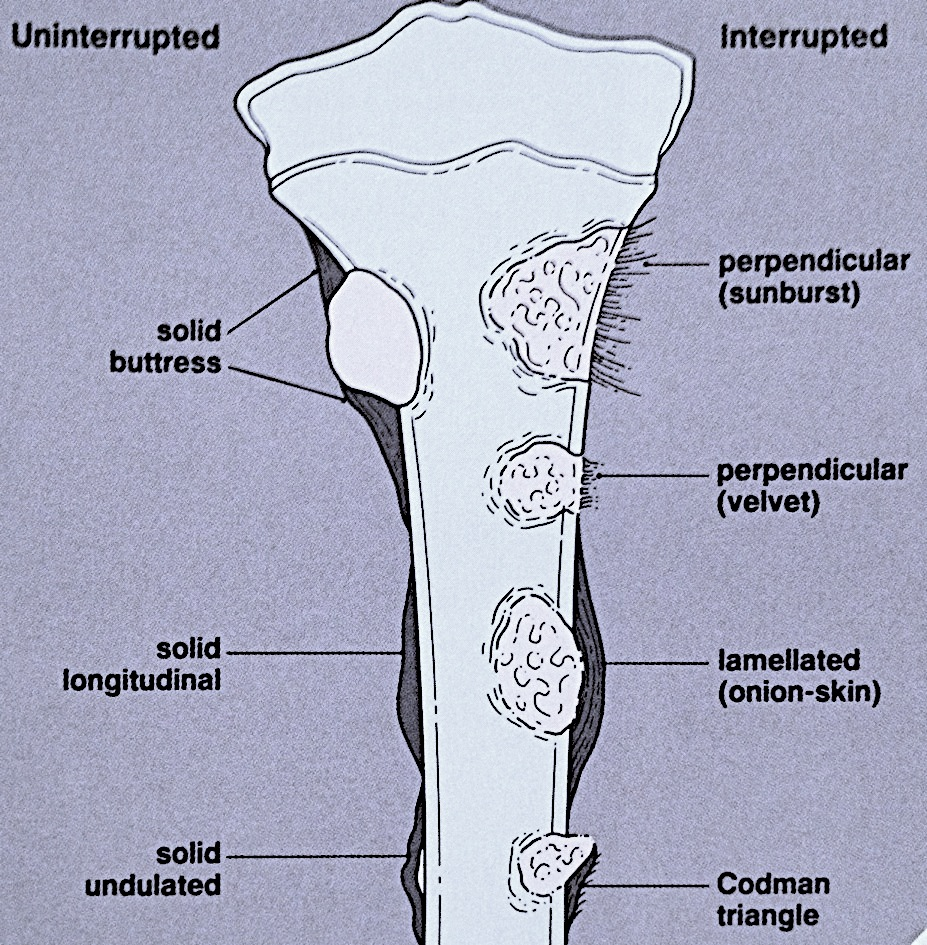 Uninterrupted
Interrupted
perpendicular
(sunburst)
solid
buttress
perpendicular
(velvet)
solid
longitudinal
lamellated
(onion-skin)
solid
undulated
Codman
triangle